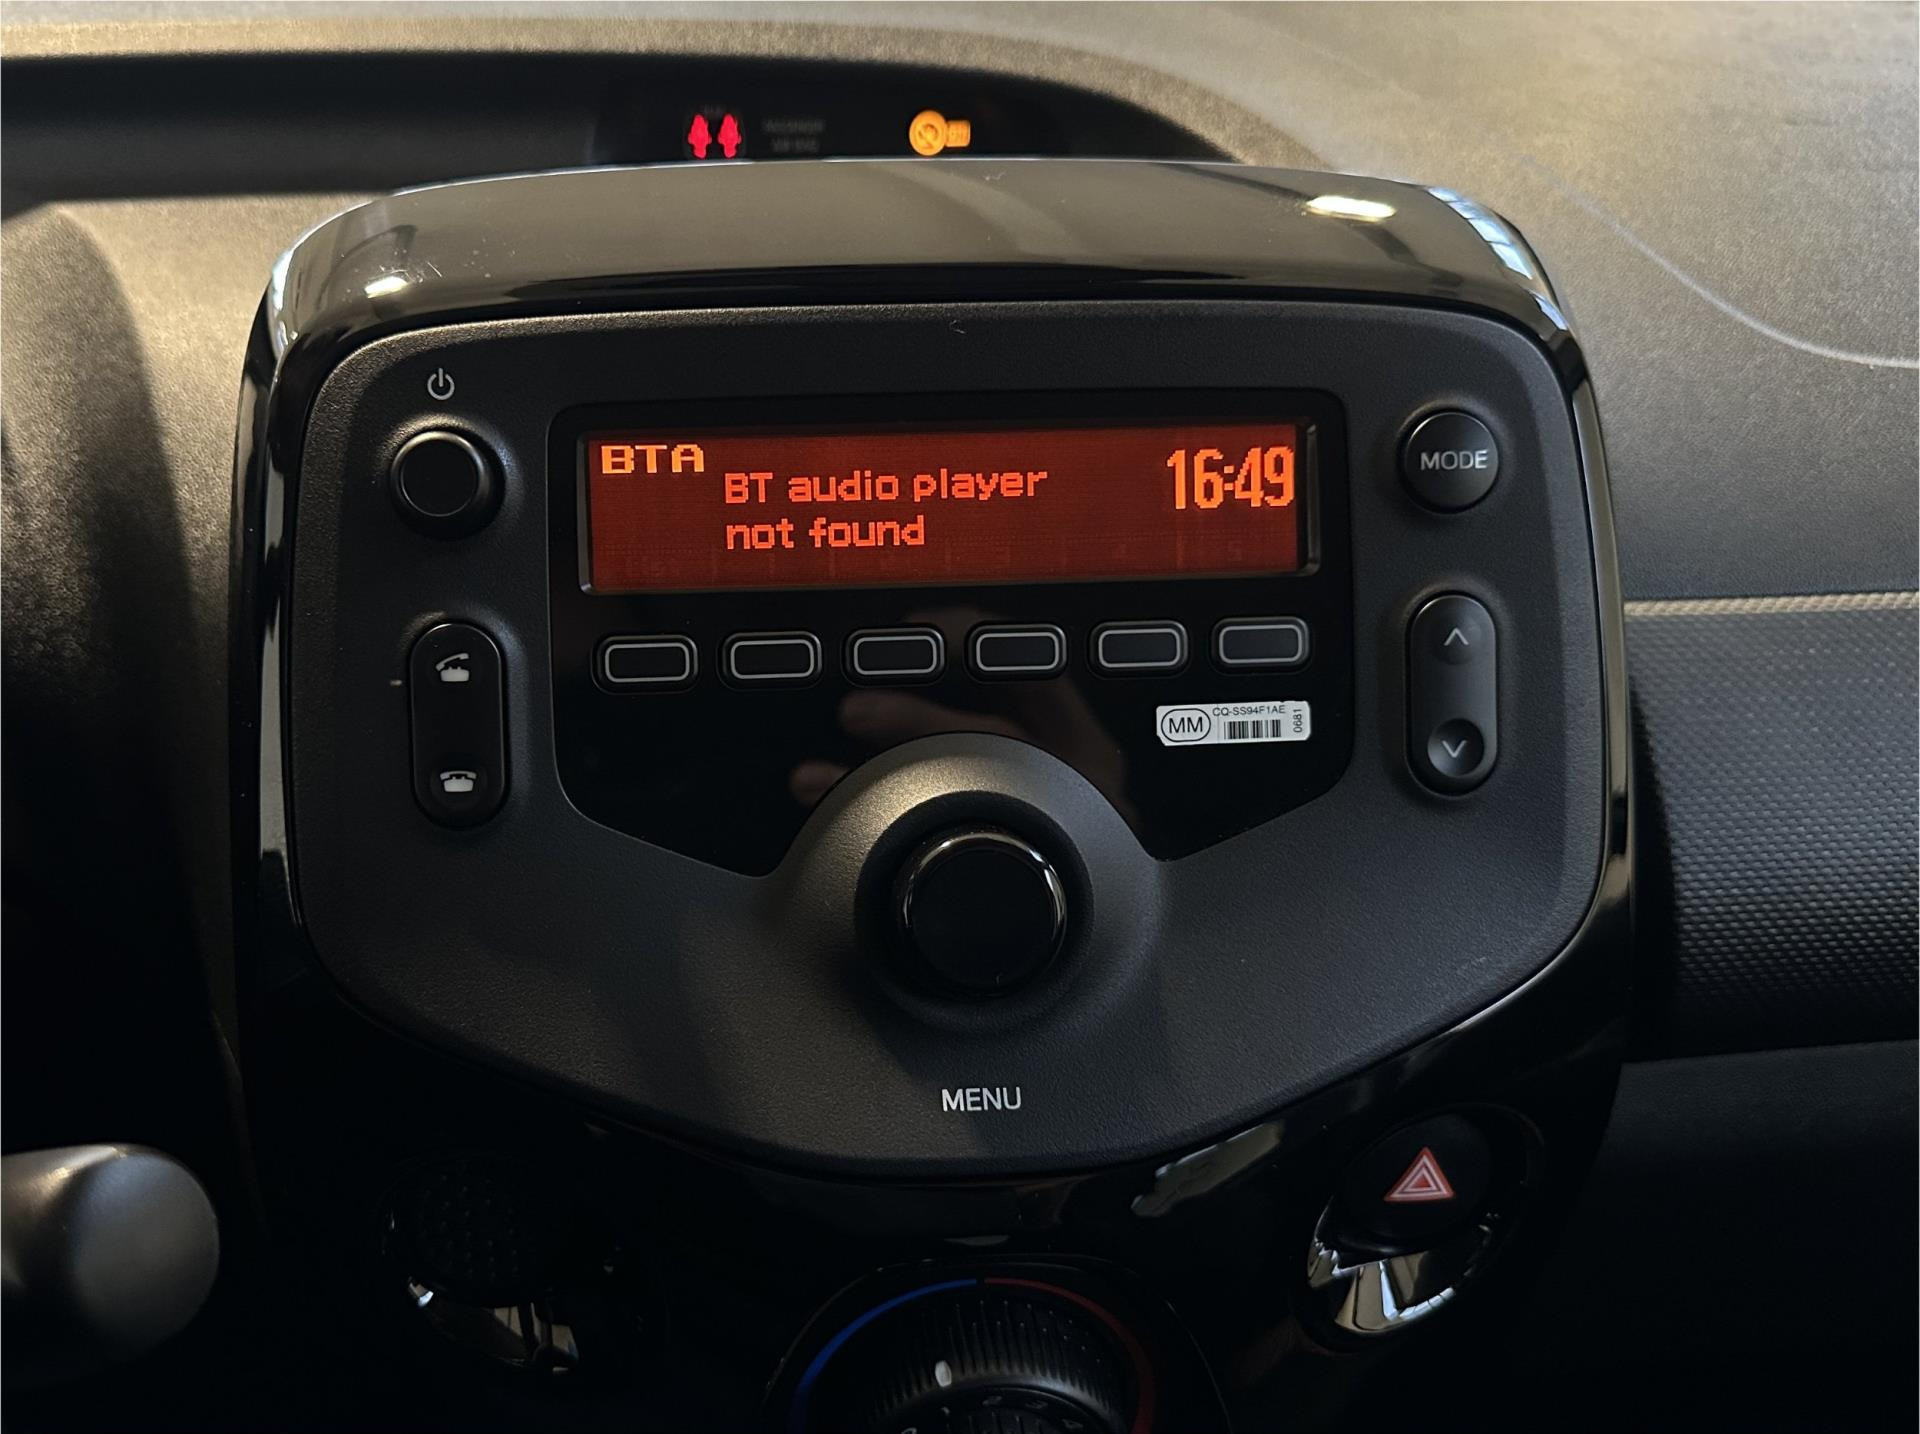 BTA
BT audio player
16:49
not found
MODE
MM
CQ-SS94F1AE
0681
MENU